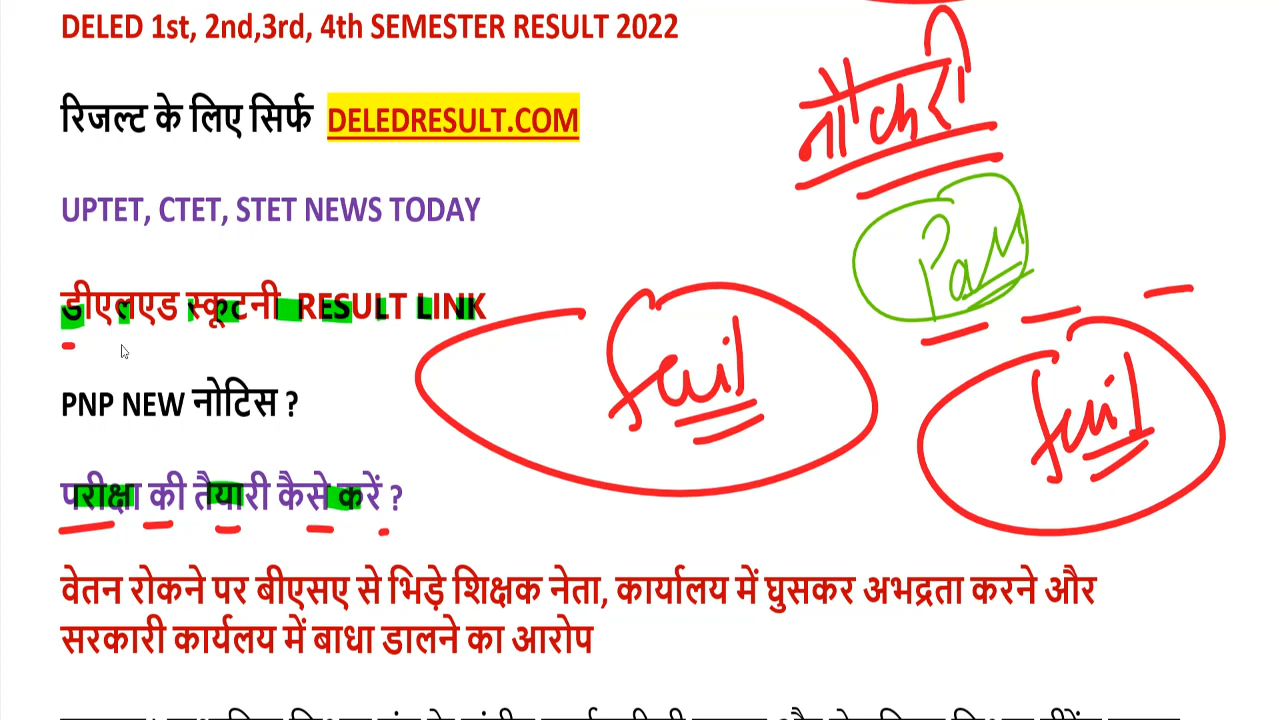 DELED 1st, 2nd,3rd, 4th SEMESTER RESULT 2022
रिजल्ट के लिए सिर्फ DELEDRESULT.COM
नौकरी
UPTET, CTET, STET NEWS TODAY
Pass
डीएलएड स्कूटनी RESULT LINK
fail
fail
PNP NEW नोटिस ?
परीक्षा की तैयारी कैसे करें ?
वेतन रोकने पर बीएसए से भिड़े शिक्षक नेता, कार्यालय में घुसकर अभद्रता करने और
सरकारी कार्यलय में बाधा डालने का आरोप